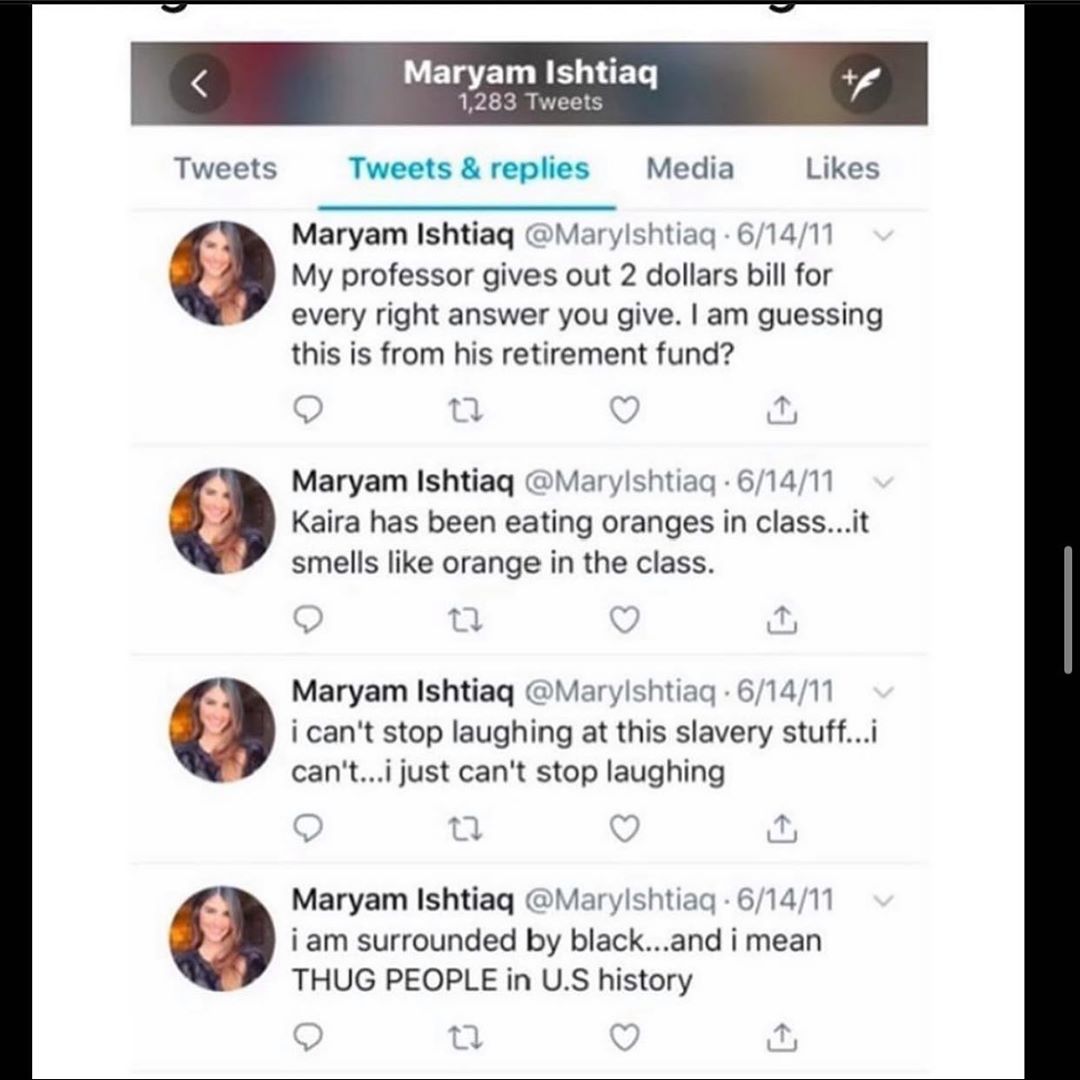 Maryam Ishtiaq
1,283 Tweets
Tweets Tweets & replies Media Likes
Maryam Ishtiaq @MaryIshtiaq · 6/14/11
My professor gives out 2 dollars bill for
every right answer you give. I am guessing
this is from his retirement fund?
Maryam Ishtiaq @MaryIshtiaq · 6/14/11
Kaira has been eating oranges in class...it
smells like orange in the class.
Maryam Ishtiaq @MaryIshtiaq · 6/14/11
i can't stop laughing at this slavery stuff...i
can't...i just can't stop laughing
Maryam Ishtiaq @MaryIshtiaq · 6/14/11
i am surrounded by black...and i mean
THUG PEOPLE in U.S history